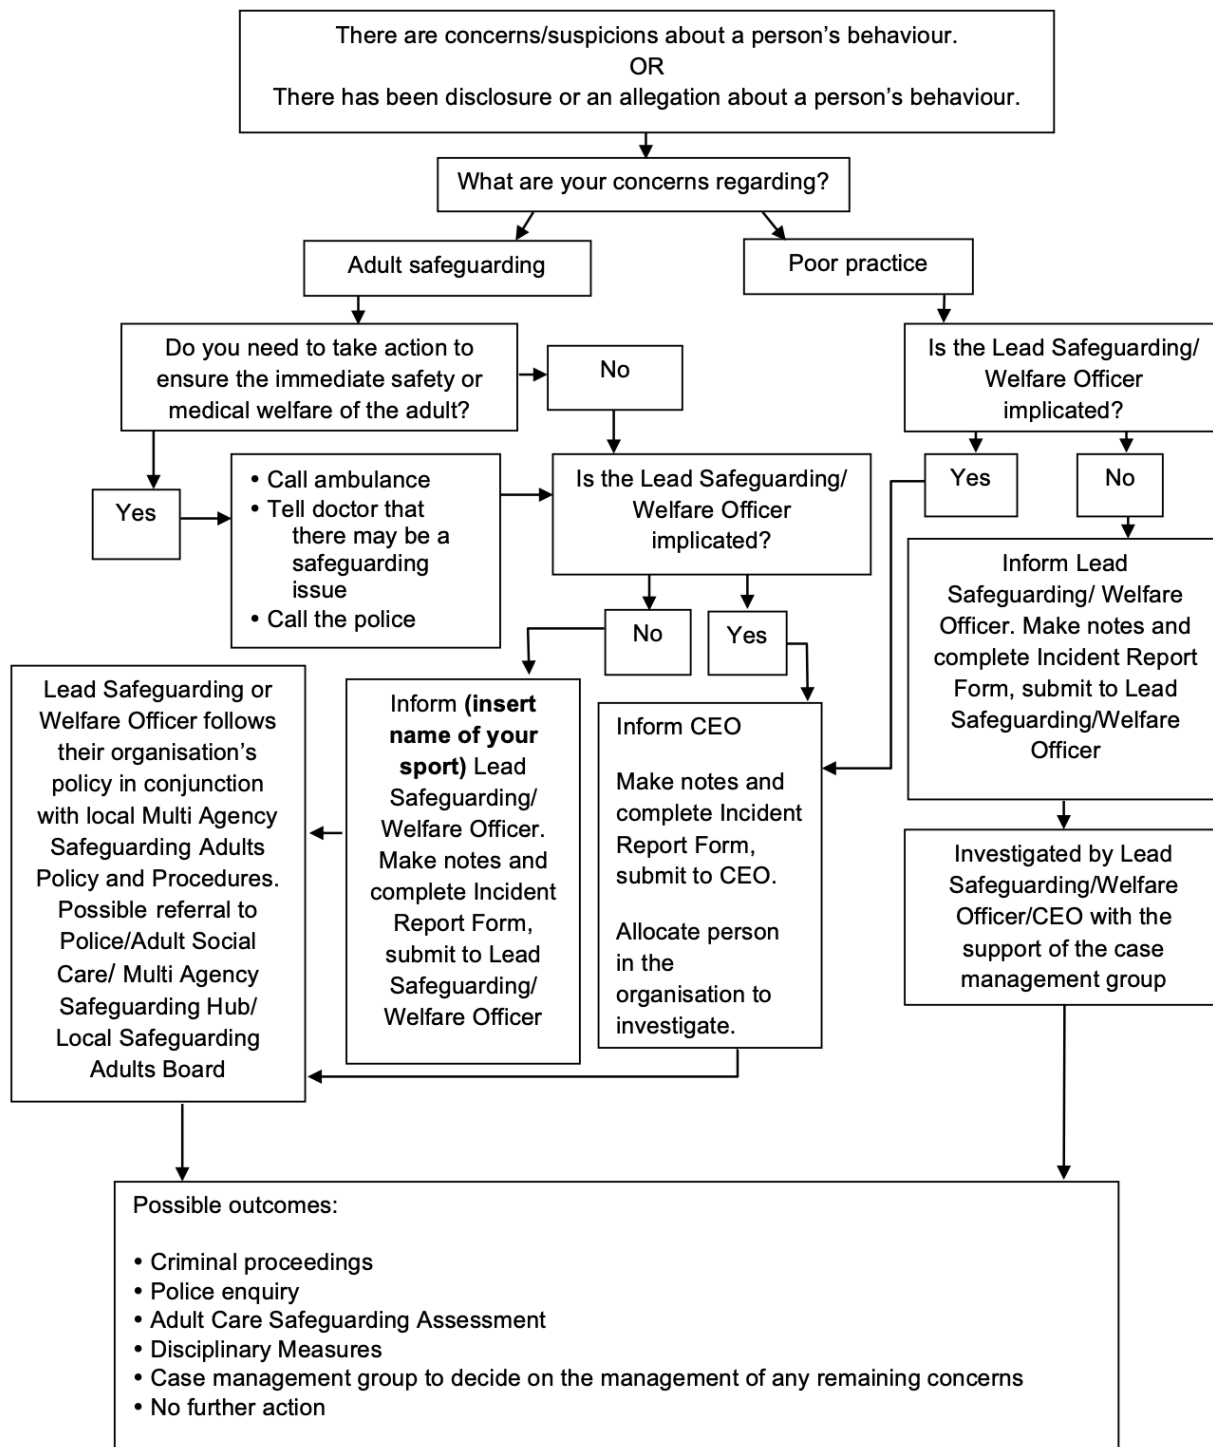 There are concerns/suspicions about a person’s behaviour.
OR
There has been disclosure or an allegation about a person’s behaviour.
What are your concerns regarding?
Adult safeguarding
Poor practice
Do you need to take action to
ensure the immediate safety or
medical welfare of the adult?
No
Is the Lead Safeguarding/
Welfare Officer
implicated?
Yes
• Call ambulance
• Tell doctor that
there may be a
safeguarding
issue
• Call the police
Is the Lead Safeguarding/
Welfare Officer
implicated?
Yes
No
No
Yes
Inform Lead
Safeguarding/ Welfare
Officer. Make notes and
complete Incident Report
Form, submit to Lead
Safeguarding/Welfare
Officer
Lead Safeguarding or
Welfare Officer follows
their organisation’s
policy in conjunction
with local Multi Agency
Safeguarding Adults
Policy and Procedures.
Possible referral to
Police/Adult Social
Care/ Multi Agency
Safeguarding Hub/
Local Safeguarding
Adults Board
Inform (insert
name of your
sport) Lead
Safeguarding/
Welfare Officer.
Make notes and
complete Incident
Report Form,
submit to Lead
Safeguarding/
Welfare Officer
Inform CEO
Make notes and
complete Incident
Report Form,
submit to CEO.
Allocate person
in the
organisation to
investigate.
Investigated by Lead
Safeguarding/Welfare
Officer/CEO with the
support of the case
management group
Possible outcomes:
• Criminal proceedings
• Police enquiry
• Adult Care Safeguarding Assessment
• Disciplinary Measures
• Case management group to decide on the management of any remaining concerns
• No further action